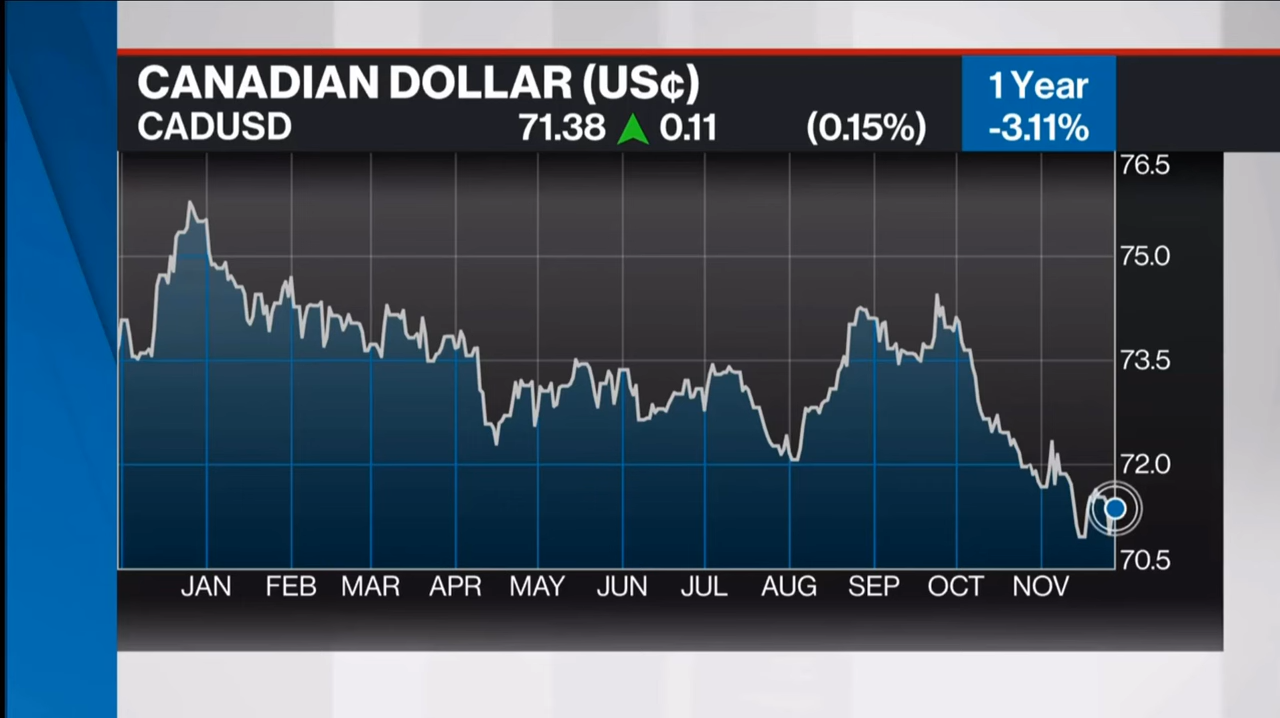 CANADIAN DOLLAR (US¢)
CADUSD 71.38 ▲ 0.11 (0.15%)
1 Year
-3.11%
76.5
75.0
73.5
72.0
70.5
JAN FEB MAR APR MAY JUN JUL AUG SEP OCT NOV